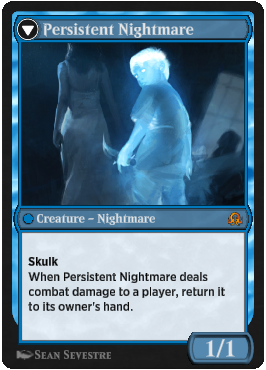 Persistent Nightmare
Creature – Nightmare
Skulk
When Persistent Nightmare deals
combat damage to a player, return it
to its owner's hand.
1/1
Sean Sevestre